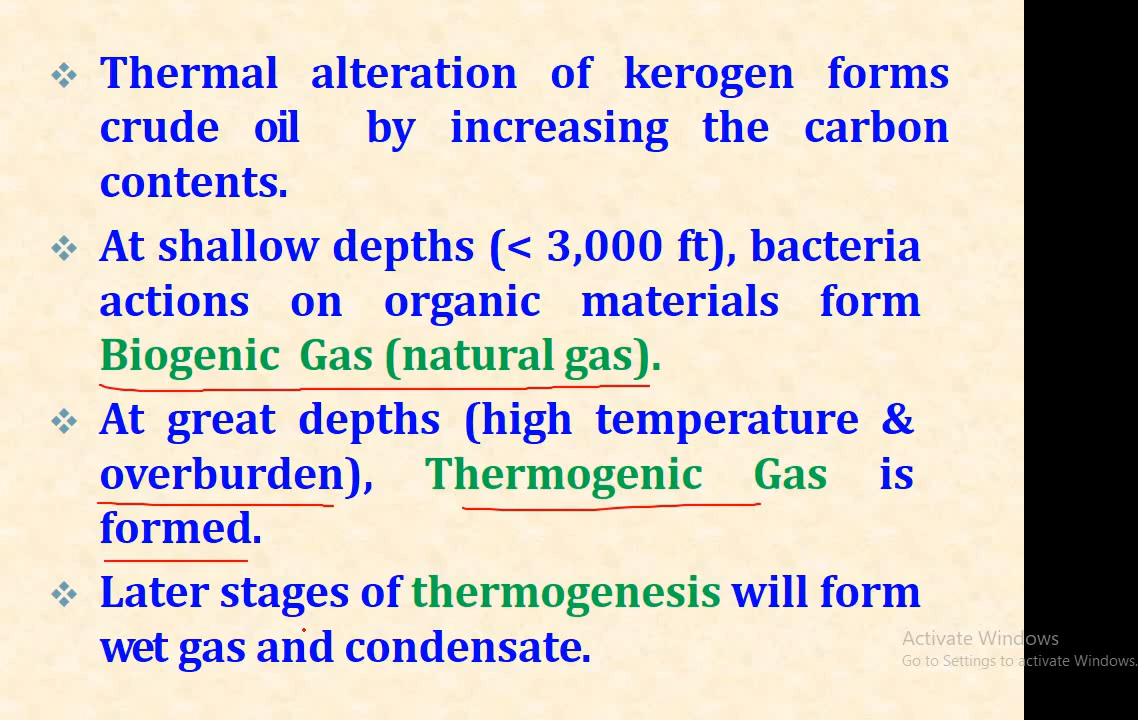 ❖ Thermal alteration of kerogen forms
crude oil by increasing the carbon
contents.
❖ At shallow depths (< 3,000 ft), bacteria
actions on organic materials form
Biogenic Gas (natural gas).
❖ At great depths (high temperature &
overburden), Thermogenic Gas is
formed.
❖ Later stages of thermogenesis will form
wet gas and condensate.
Activate Windows
Go to Settings to activate Windows.